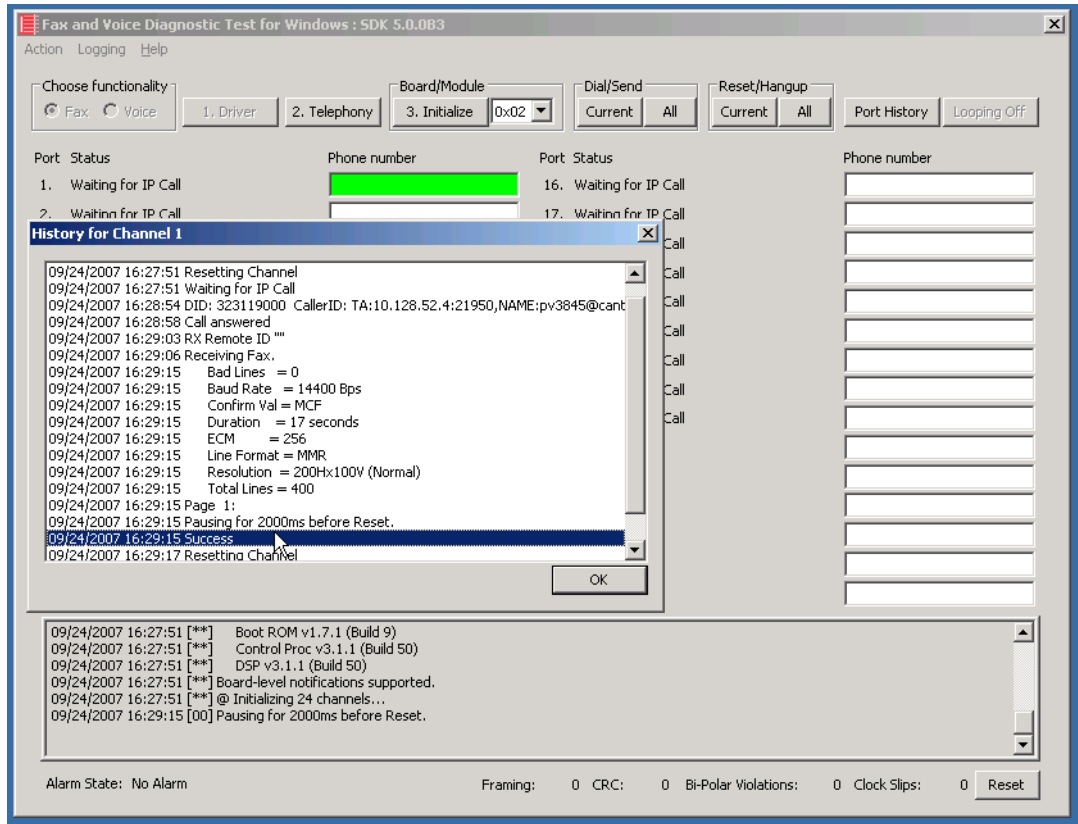 Fax and Voice Diagnostic Test for Windows : SDK 5.0.0B3
Action Logging Help
Choose functionality Board/Module Dial/Send Reset/Hangup
Fax Voice 1. Driver 2. Telephony 3. Initialize 0x02 Current All Current All Port History Looping Off
Port Status Phone number Port Status Phone number
1. Waiting for IP Call 16. Waiting for IP Call
2. Waiting for IP Call 17. Waiting for IP Call
History for Channel 1
Call
Call
Call
Call
Call
Call
Call
09/24/2007 16:27:51 Resetting Channel
09/24/2007 16:27:51 Waiting for IP Call
09/24/2007 16:28:54 DID: 323119000 CallerID: TA:10.128.52.4:21950,NAME:pv3845@cant
09/24/2007 16:28:58 Call answered
09/24/2007 16:29:03 RX Remote ID ""
09/24/2007 16:29:06 Receiving Fax.
09/24/2007 16:29:15 Bad Lines = 0
09/24/2007 16:29:15 Baud Rate = 14400 Bps
09/24/2007 16:29:15 Confirm Val = MCF
09/24/2007 16:29:15 Duration = 17 seconds
09/24/2007 16:29:15 ECM = 256
09/24/2007 16:29:15 Line Format = MMR
09/24/2007 16:29:15 Resolution = 200Hx100V (Normal)
09/24/2007 16:29:15 Total Lines = 400
09/24/2007 16:29:15 Page 1:
09/24/2007 16:29:15 Pausing for 2000ms before Reset.
09/24/2007 16:29:15 Success
09/24/2007 16:29:17 Resetting Channel
OK
09/24/2007 16:27:51 [**] Boot ROM v1.7.1 (Build 9)
09/24/2007 16:27:51 [**] Control Proc v3.1.1 (Build 50)
09/24/2007 16:27:51 [**] DSP v3.1.1 (Build 50)
09/24/2007 16:27:51 [**] Board-level notifications supported.
09/24/2007 16:27:51 [**] @ Initializing 24 channels...
09/24/2007 16:29:15 [00] Pausing for 2000ms before Reset.
Alarm State: No Alarm Framing: 0 CRC: 0 Bi-Polar Violations: 0 Clock Slips: 0 Reset